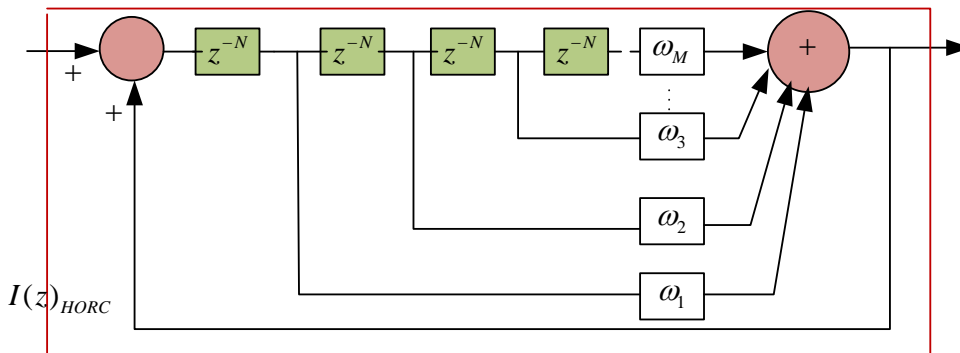 z^{-N} z^{-N} z^{-N} z^{-N} ω_M +
+
+
ω_3
ω_2
I(z)_{HORC} ω_1